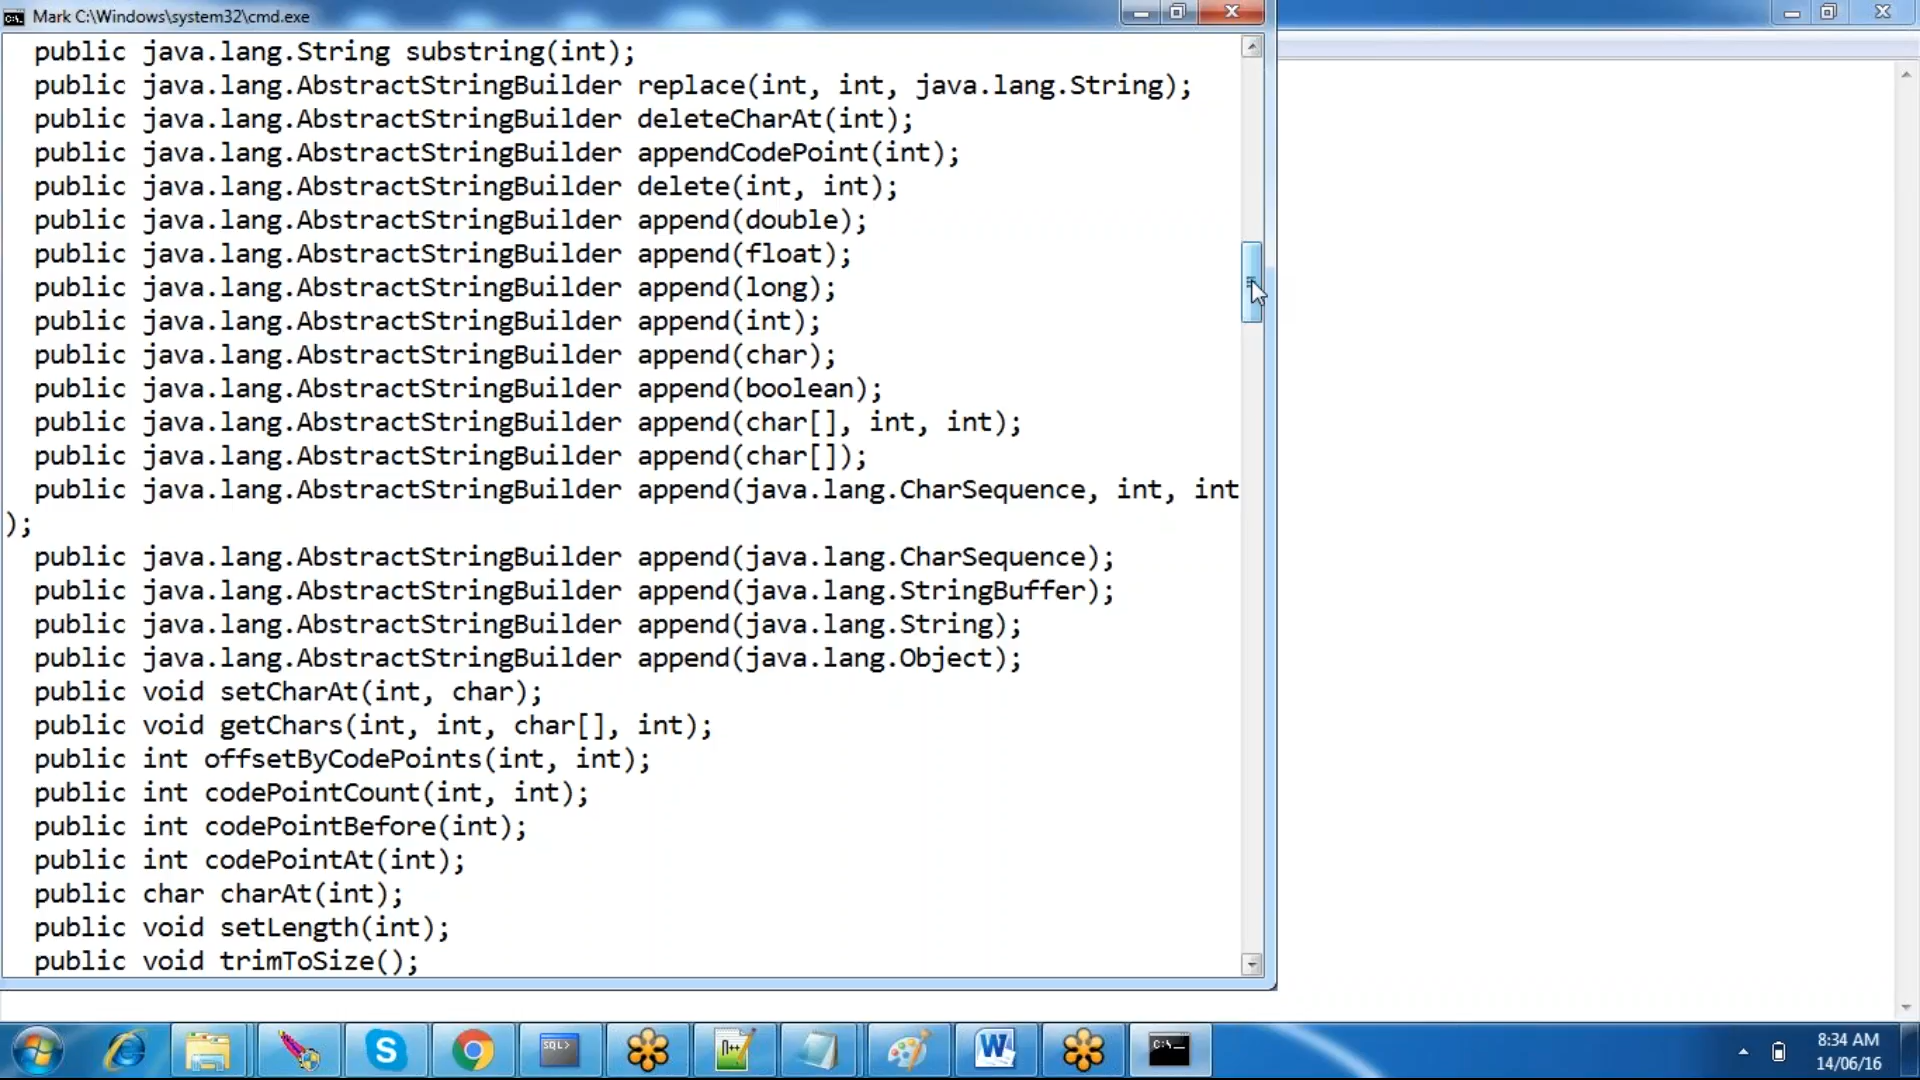 Mark C:\Windows\system32\cmd.exe
public java.lang.String substring(int);
public java.lang.AbstractStringBuilder replace(int, int, java.lang.String);
public java.lang.AbstractStringBuilder deleteCharAt(int);
public java.lang.AbstractStringBuilder appendCodePoint(int);
public java.lang.AbstractStringBuilder delete(int, int);
public java.lang.AbstractStringBuilder append(double);
public java.lang.AbstractStringBuilder append(float);
public java.lang.AbstractStringBuilder append(long);
public java.lang.AbstractStringBuilder append(int);
public java.lang.AbstractStringBuilder append(char);
public java.lang.AbstractStringBuilder append(boolean);
public java.lang.AbstractStringBuilder append(char[], int, int);
public java.lang.AbstractStringBuilder append(char[]);
public java.lang.AbstractStringBuilder append(java.lang.CharSequence, int, int
);
public java.lang.AbstractStringBuilder append(java.lang.CharSequence);
public java.lang.AbstractStringBuilder append(java.lang.StringBuffer);
public java.lang.AbstractStringBuilder append(java.lang.String);
public java.lang.AbstractStringBuilder append(java.lang.Object);
public void setCharAt(int, char);
public void getChars(int, int, char[], int);
public int offsetByCodePoints(int, int);
public int codePointCount(int, int);
public int codePointBefore(int);
public int codePointAt(int);
public char charAt(int);
public void setLength(int);
public void trimToSize();
8:34 AM
14/06/16